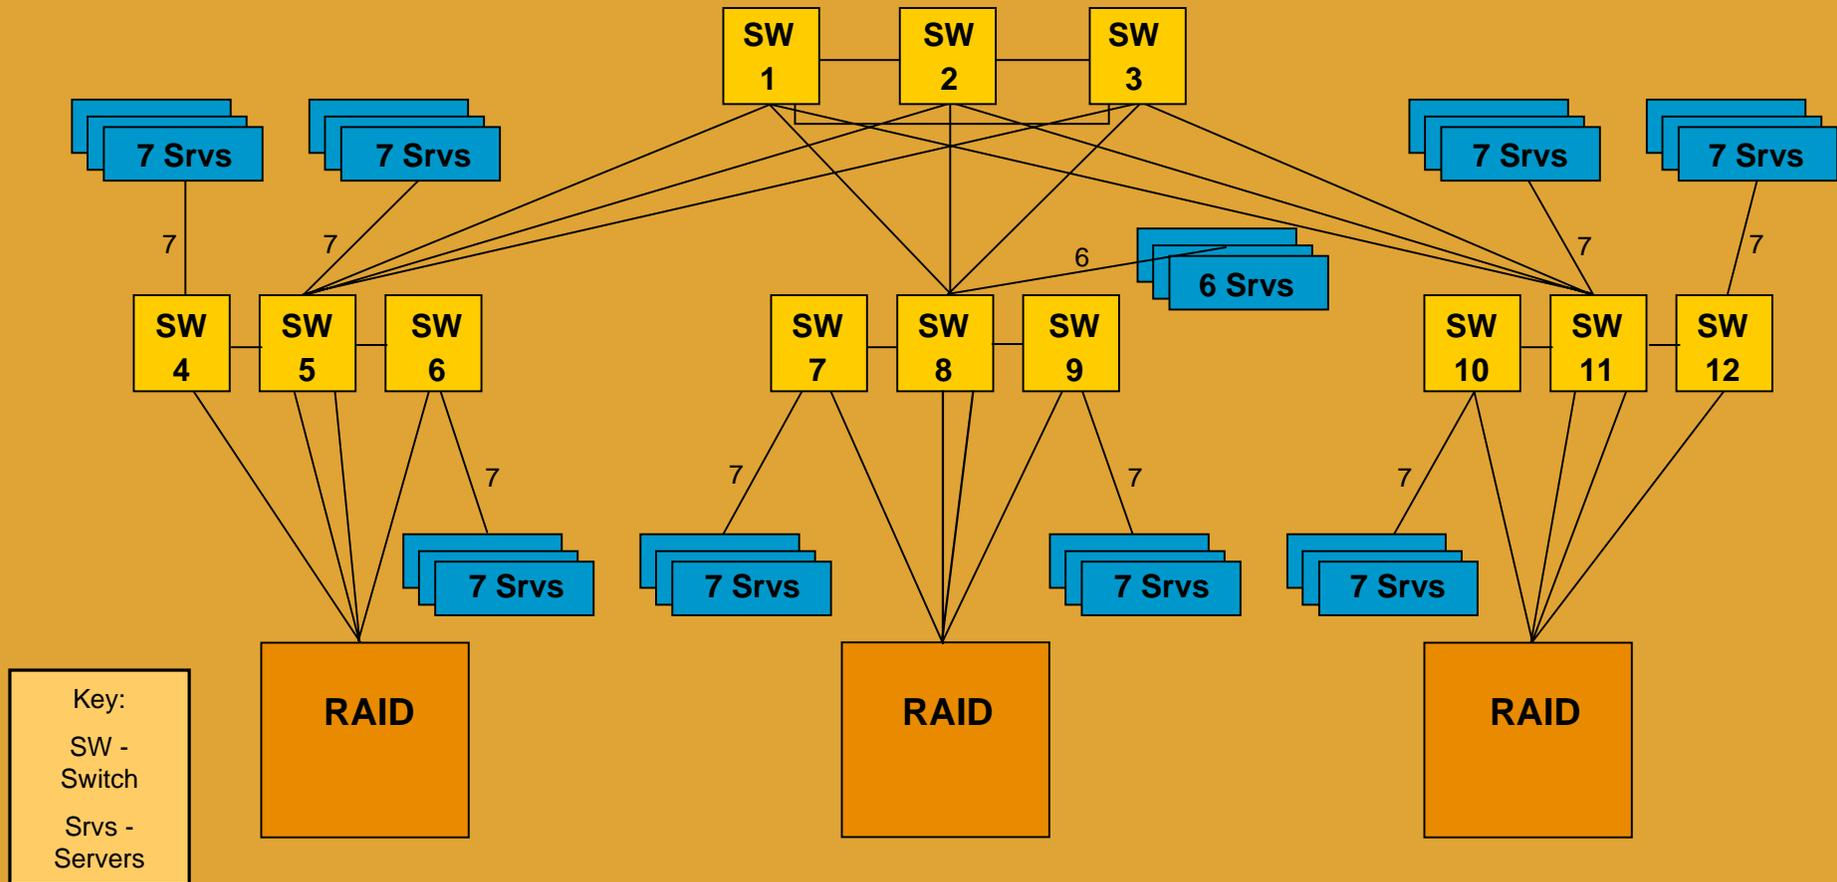 SW
1
SW
2
SW
3
7 Srvs
7 Srvs
7 Srvs
7 Srvs
7
7
6
7
7
6 Srvs
SW
4
SW
5
SW
6
SW
7
SW
8
SW
9
SW
10
SW
11
SW
12
7
7
7
7
7 Srvs
7 Srvs
7 Srvs
7 Srvs
RAID
RAID
RAID
Key:
SW -
Switch
Srvs -
Servers